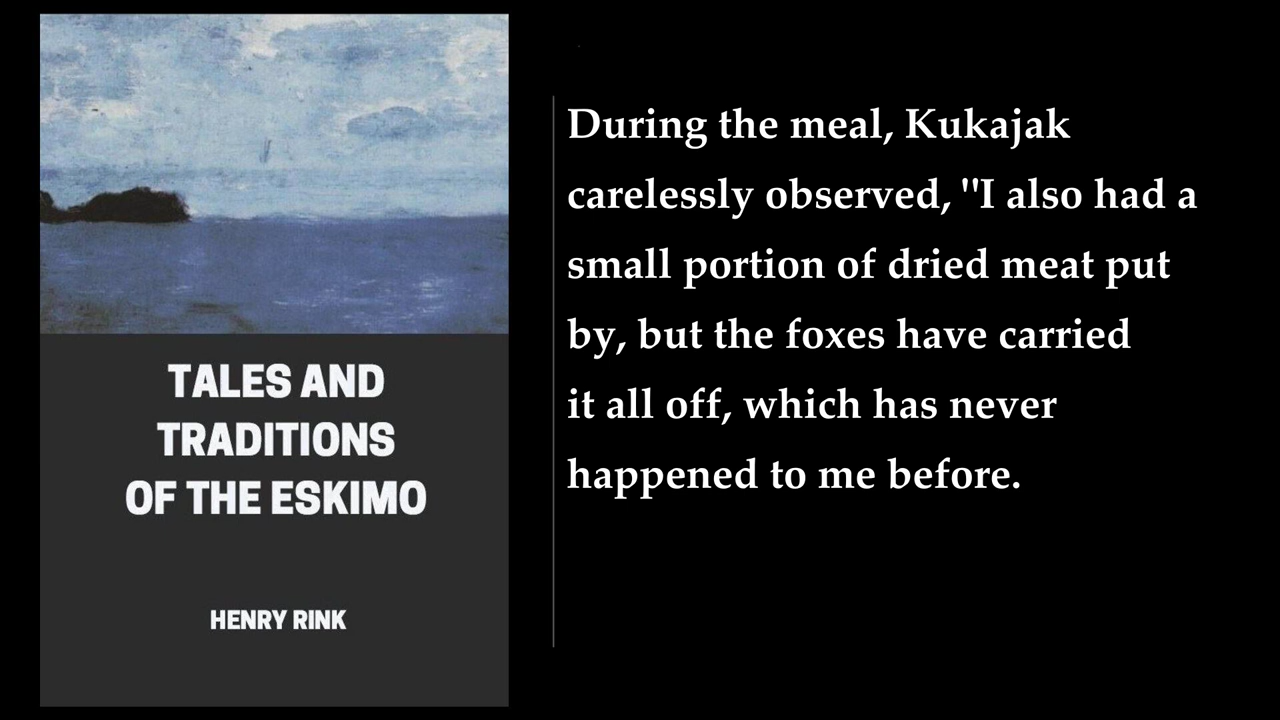 TALES AND
TRADITIONS
OF THE ESKIMO
HENRY RINK
During the meal, Kukajak
carelessly observed, "I also had a
small portion of dried meat put
by, but the foxes have carried
it all off, which has never
happened to me before.